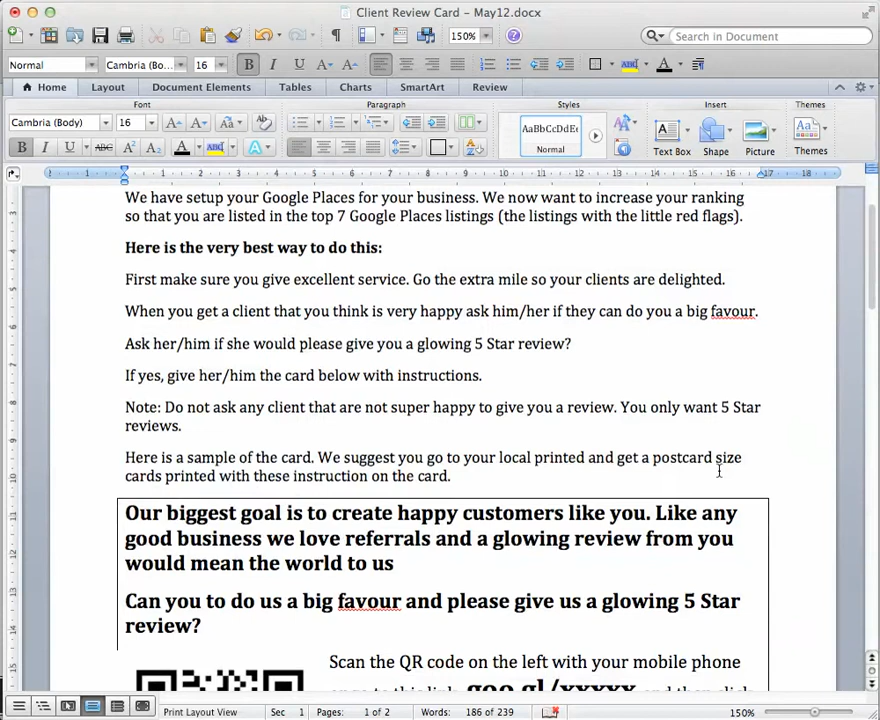 Client Review Card - May12.docx
150%
Search in Document
Normal
Cambria (Bo...
16
Home
Layout
Document Elements
Tables
Charts
SmartArt
Review
Font
Paragraph
Styles
Insert
Themes
Cambria (Body)
16
AaBbCcDdEe
Normal
Text Box
Shape
Picture
Themes
We have setup your Google Places for your business. We now want to increase your ranking
so that you are listed in the top 7 Google Places listings (the listings with the little red flags).
Here is the very best way to do this:
First make sure you give excellent service. Go the extra mile so your clients are delighted.
When you get a client that you think is very happy ask him/her if they can do you a big favour.
Ask her/him if she would please give you a glowing 5 Star review?
If yes, give her/him the card below with instructions.
Note: Do not ask any client that are not super happy to give you a review. You only want 5 Star
reviews.
Here is a sample of the card. We suggest you go to your local printed and get a postcard size
cards printed with these instruction on the card.
Our biggest goal is to create happy customers like you. Like any
good business we love referrals and a glowing review from you
would mean the world to us
Can you to do us a big favour and please give us a glowing 5 Star
review?
Scan the QR code on the left with your mobile phone
Print Layout View
Sec 1
Pages: 1 of 2
Words: 186 of 239
150%